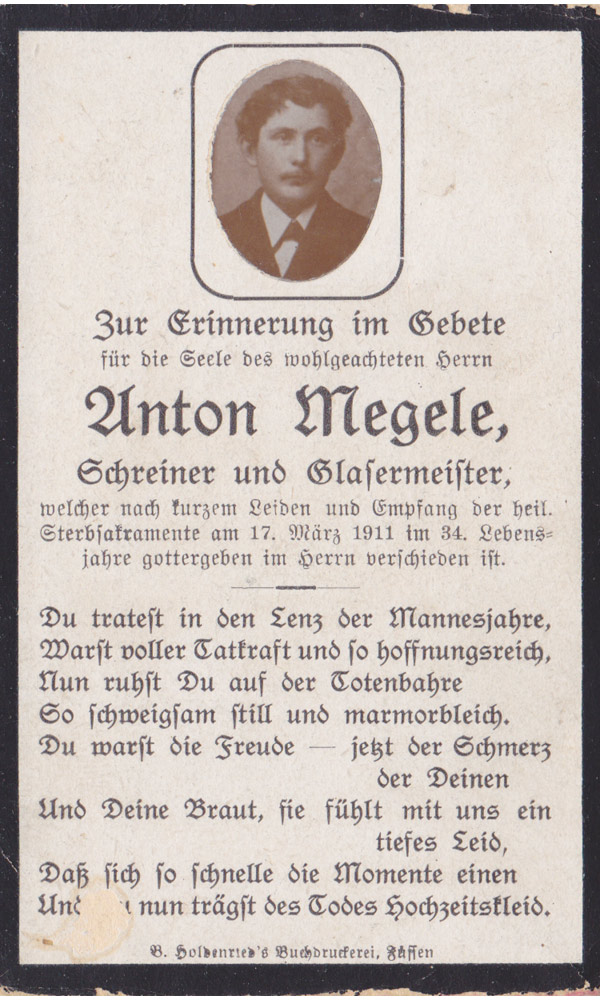 Zur Erinnerung im Gebete
für die Seele des wohlgeachteten Herrn
Anton Megele,
Schreiner und Glasermeister,
welcher nach kurzem Leiden und Empfang der heil.
Sterbsakramente am 17. März 1911 im 34. Lebens-
jahre gottergeben im Herrn verschieden ist.
Du tratest in den Lenz der Mannesjahre,
Warst voller Tatkraft und so hoffnungsreich,
Nun ruhst Du auf der Totenbahre
So schweigsam still und marmorbleich.
Du warst die Freude — jetzt der Schmerz
der Deinen
Und Deine Braut, sie fühlt mit uns ein
tiefes Leid,
Daß sich so schnelle die Momente einen
Und nun trägst des Todes Hochzeitskleid.
B. Holdenried's Buchdruckerei, Füssen